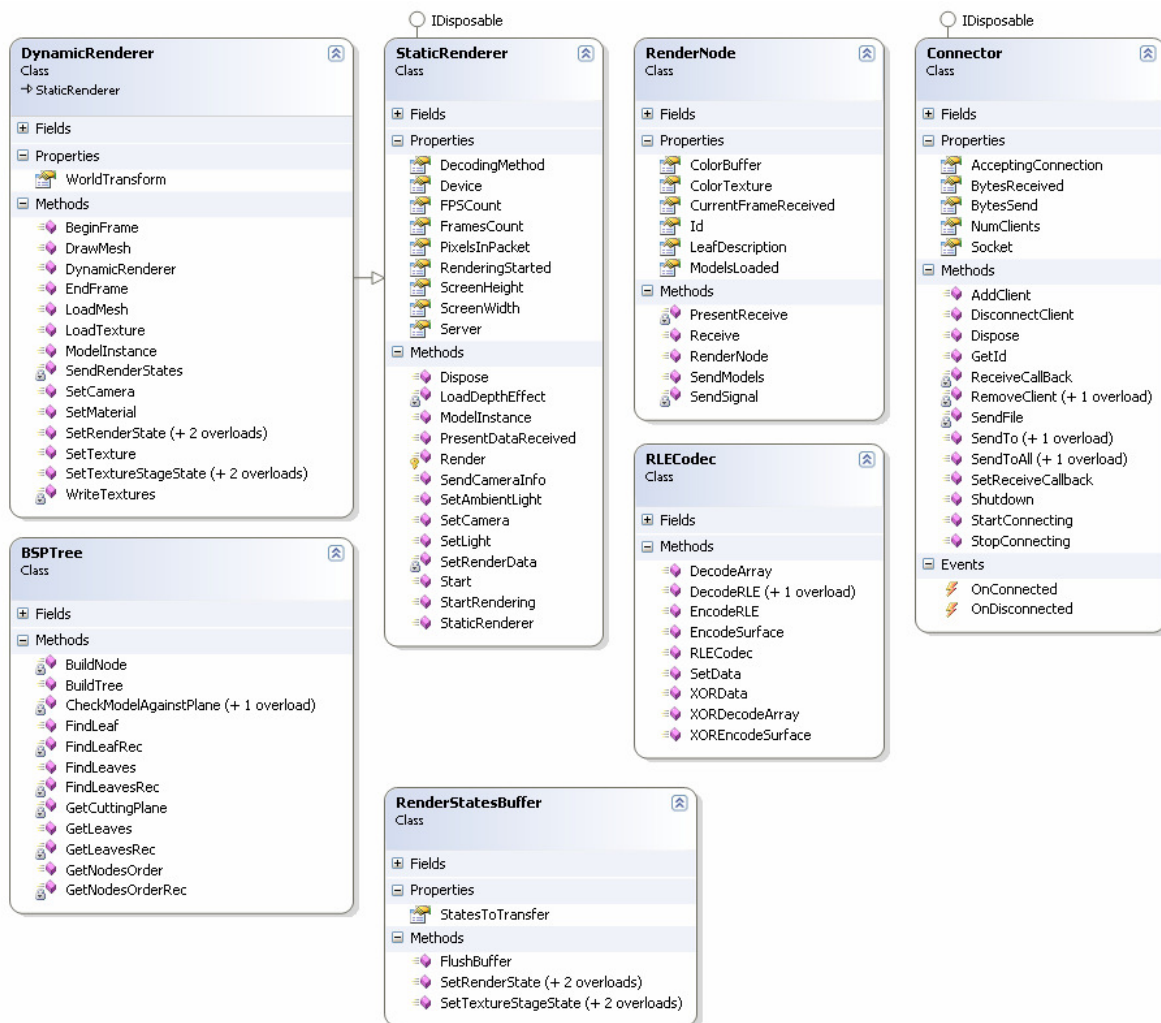 DynamicRenderer
Class
StaticRenderer
Fields
Properties
WorldTransform
Methods
BeginFrame
DrawMesh
DynamicRenderer
EndFrame
LoadMesh
LoadTexture
ModelInstance
SendRenderStates
SetCamera
SetMaterial
SetRenderState (+ 2 overloads)
SetTexture
SetTextureStageState (+ 2 overloads)
WriteTextures
BSPTree
Class
Fields
Methods
BuildNode
BuildTree
CheckModelAgainstPlane (+ 1 overload)
FindLeaf
FindLeafRec
FindLeaves
FindLeavesRec
GetCuttingPlane
GetLeaves
GetLeavesRec
GetNodesOrder
GetNodesOrderRec
IDisposable
StaticRenderer
Class
Fields
Properties
DecodingMethod
Device
FPSCount
FramesCount
PixelsInPacket
RenderingStarted
ScreenHeight
ScreenWidth
Server
Methods
Dispose
LoadDepthEffect
ModelInstance
PresentDataReceived
Render
SendCameraInfo
SetAmbientLight
SetCamera
SetLight
SetRenderData
Start
StartRendering
StaticRenderer
RenderStatesBuffer
Class
Fields
Properties
StatesToTransfer
Methods
FlushBuffer
SetRenderState (+ 2 overloads)
SetTextureStageState (+ 2 overloads)
RenderNode
Class
Fields
Properties
ColorBuffer
ColorTexture
CurrentFrameReceived
Id
LeafDescription
ModelsLoaded
Methods
PresentReceive
Receive
RenderNode
SendModels
SendSignal
RLECodec
Class
Fields
Methods
DecodeArray
DecodeRLE (+ 1 overload)
EncodeRLE
EncodeSurface
RLECodec
SetData
XORData
XORDecodeArray
XOREncodeSurface
IDisposable
Connector
Class
Fields
Properties
AcceptingConnection
BytesReceived
BytesSend
NumClients
Socket
Methods
AddClient
DisconnectClient
Dispose
GetId
ReceiveCallBack
RemoveClient (+ 1 overload)
SendFile
SendTo (+ 1 overload)
SendToAll (+ 1 overload)
SetReceiveCallback
Shutdown
StartConnecting
StopConnecting
Events
OnConnected
OnDisconnected